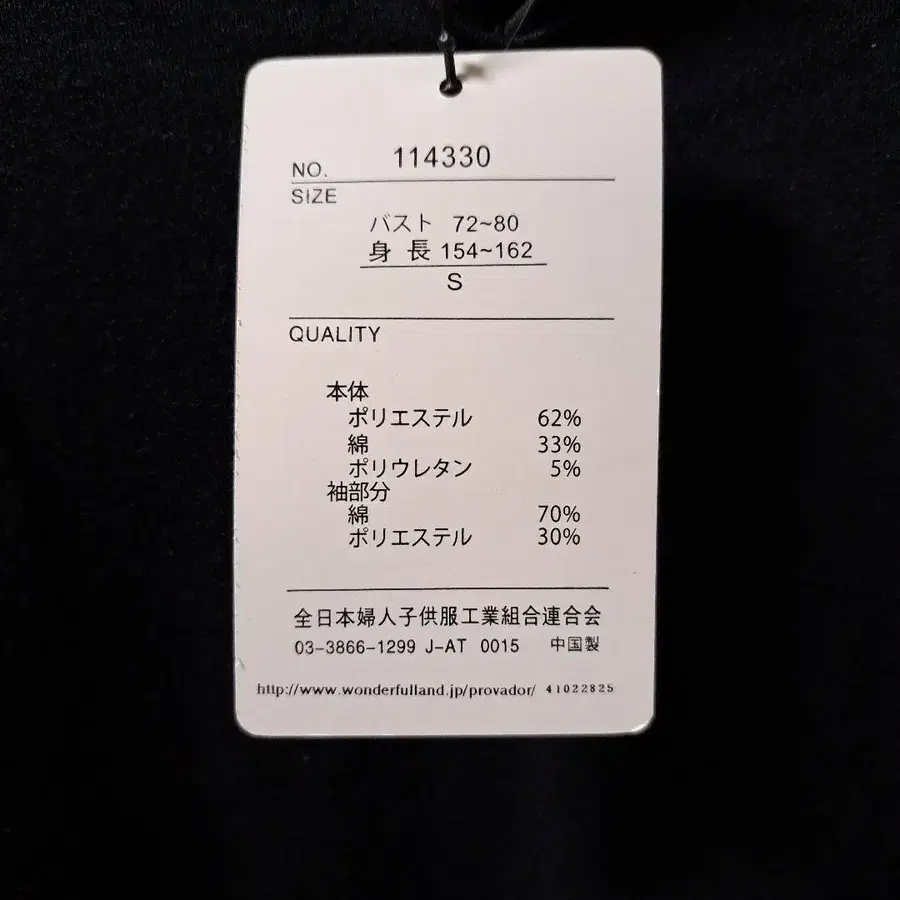 NO. 114330
SIZE
バスト 72~80
身 長 154~162
S
QUALITY
本体
ポリエステル 62%
綿 33%
ポリウレタン 5%
袖部分
綿 70%
ポリエステル 30%
全日本婦人子供服工業組合連合会
03-3866-1299 J-AT 0015 中国製
http://www.wonderfulland.jp/provador/ 41022825